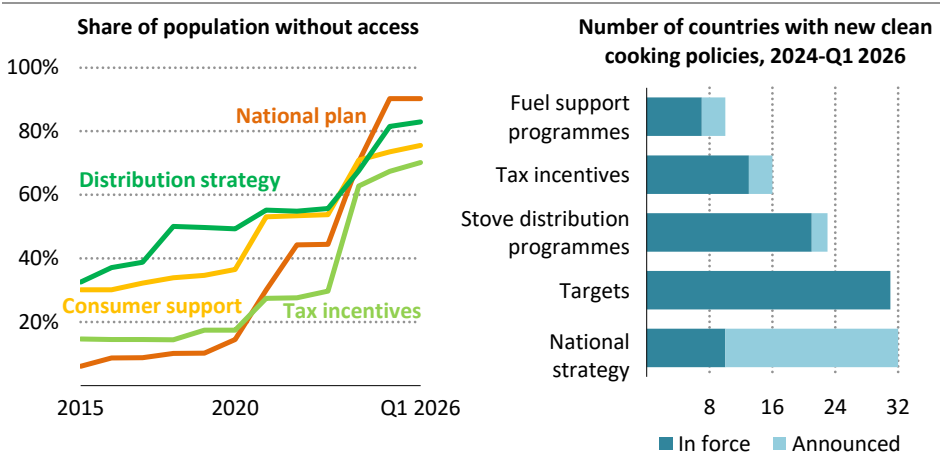 Share of population without access
100%
80%
60%
40%
20%
National plan
Distribution strategy
Consumer support
Tax incentives
2015
2020
Q1 2026
Number of countries with new clean
cooking policies, 2024-Q1 2026
Fuel support
programmes
Tax incentives
Stove distribution
programmes
Targets
National
strategy
8
16
24
32
In force
Announced